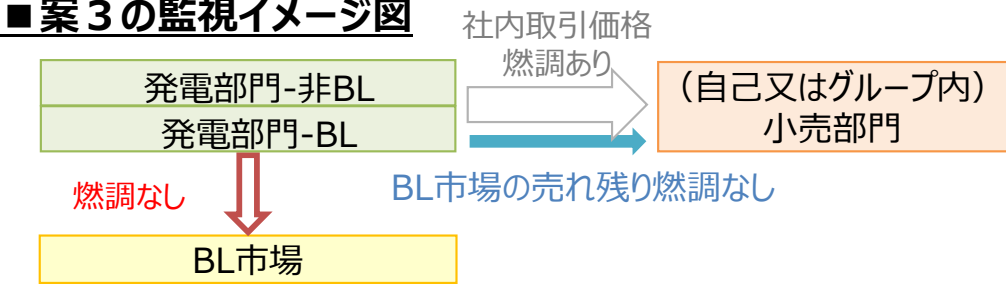 ■案３の監視イメージ図
社内取引価格
燃調あり
発電部門-非BL
発電部門-BL
（自己又はグループ内）
小売部門
燃調なし
BL市場の売れ残り燃調なし
BL市場